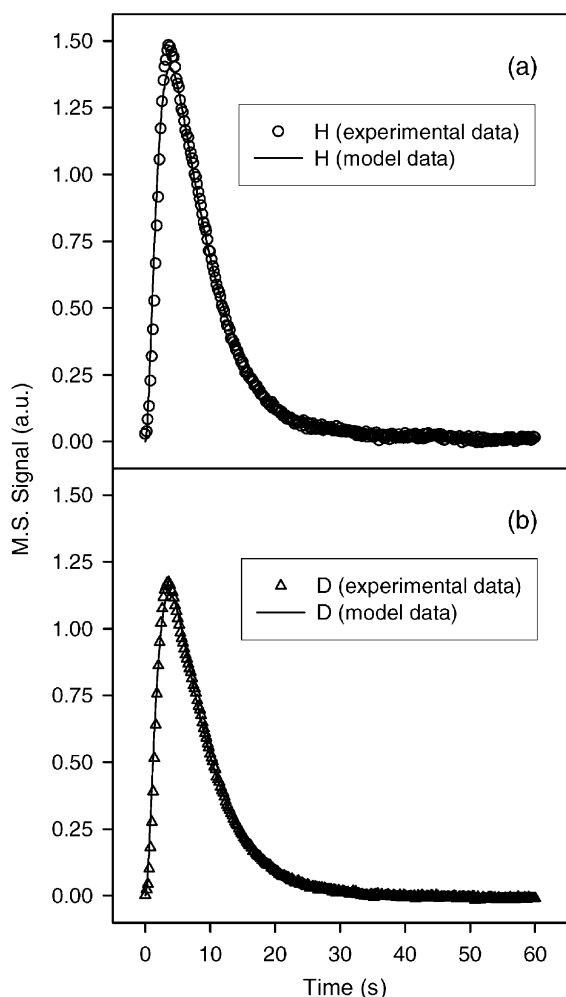 1.50
(a)
H (experimental data)
H (model data)
1.25
1.00
0.75
0.50
0.25
0.00
M.S. Signal (a.u.)
1.50
(b)
D (experimental data)
D (model data)
1.25
1.00
0.75
0.50
0.25
0.00
0 10 20 30 40 50 60
Time (s)